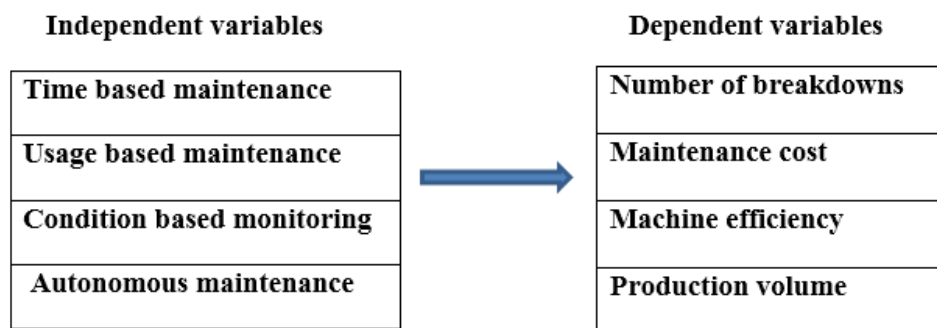 Independent variables
Time based maintenance
Usage based maintenance
Condition based monitoring
Autonomous maintenance
Dependent variables
Number of breakdowns
Maintenance cost
Machine efficiency
Production volume